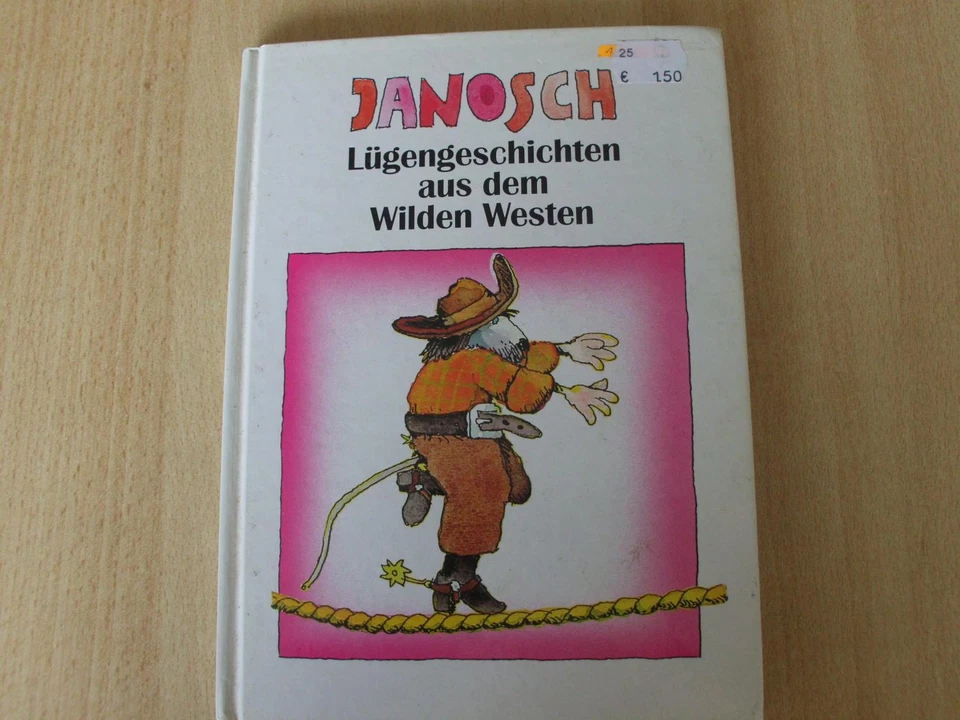 25
€ 150
JANOSCH
Lügengeschichten
aus dem
Wilden Westen